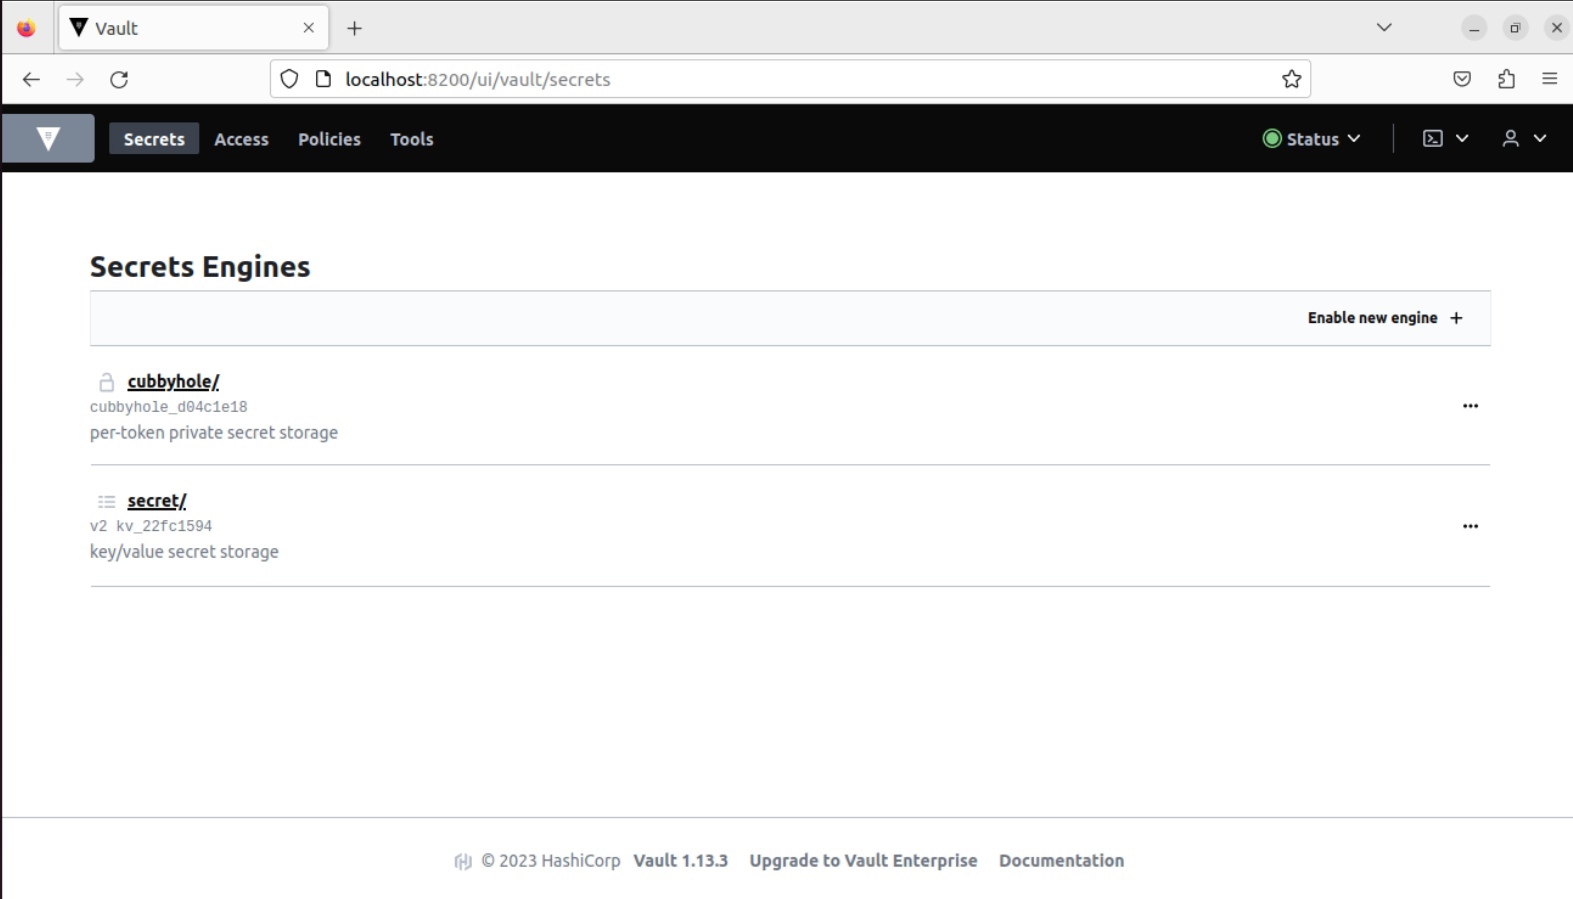 Vault
localhost:8200/ui/vault/secrets
Secrets Access Policies Tools Status
Secrets Engines
Enable new engine +
cubbyhole/
cubbyhole_d04c1e18
per-token private secret storage
secret/
v2 kv_22fc1594
key/value secret storage
© 2023 HashiCorp Vault 1.13.3 Upgrade to Vault Enterprise Documentation